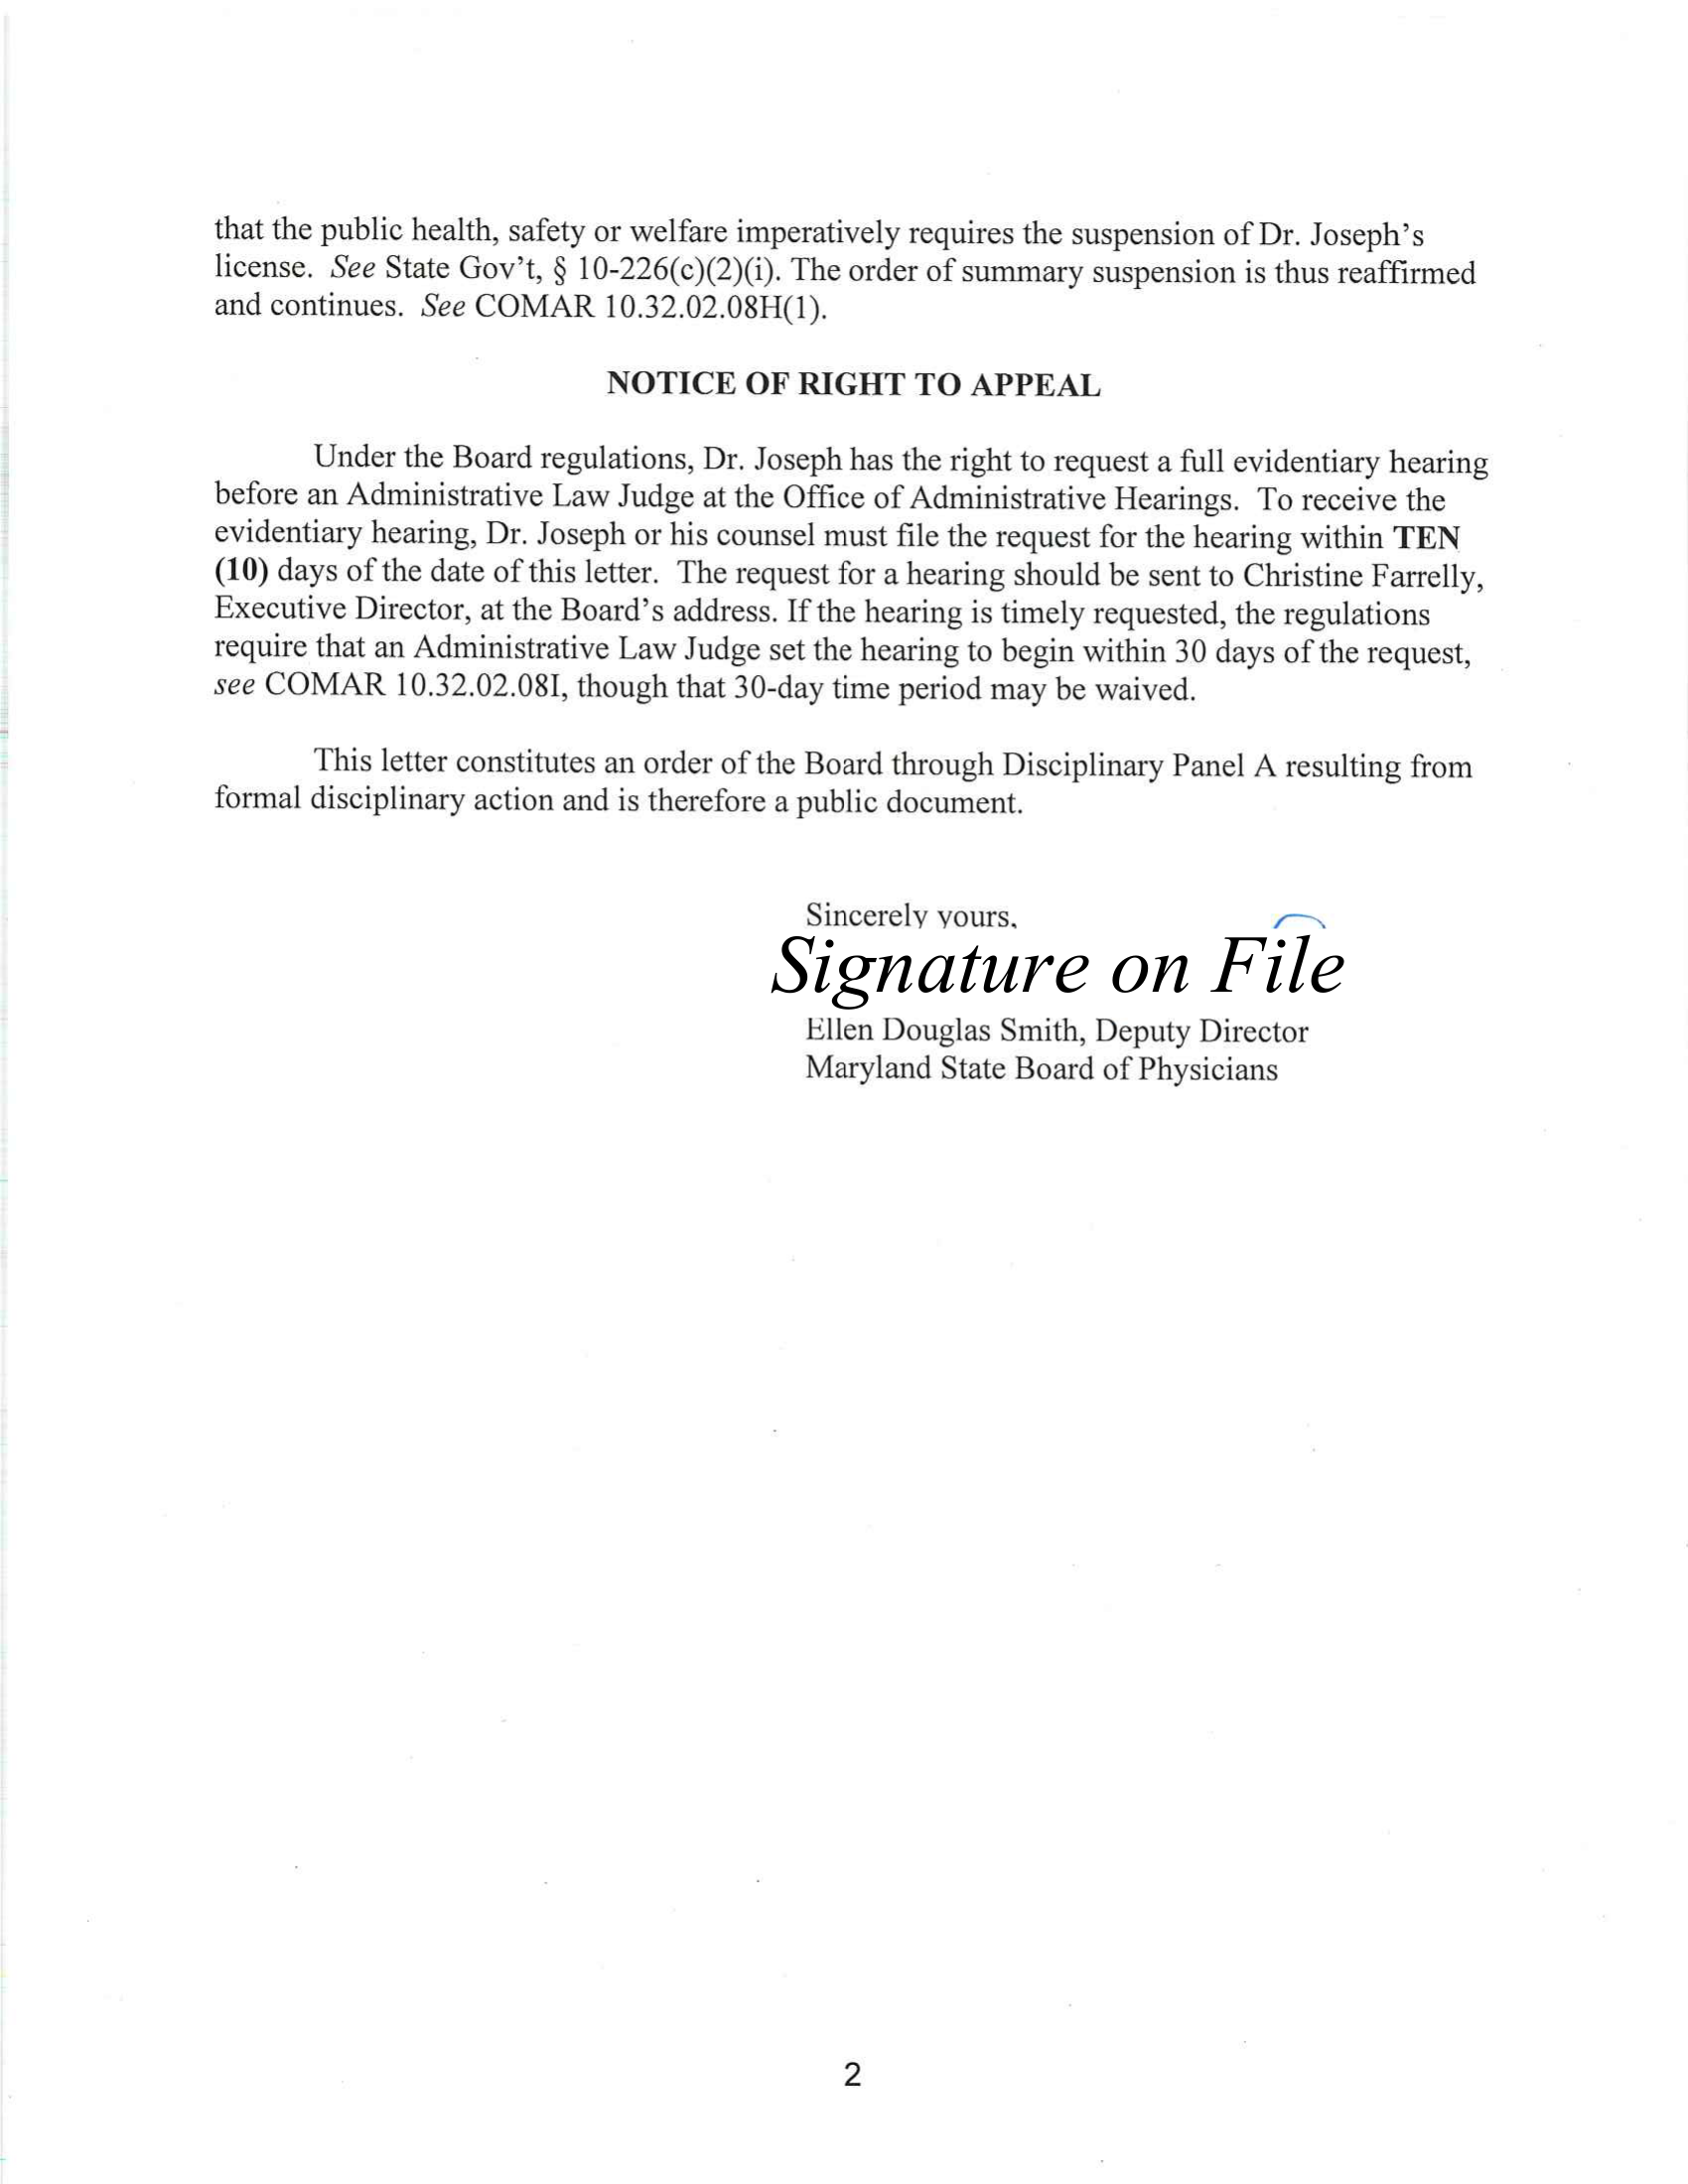 that the public health, safety or welfare imperatively requires the suspension of Dr. Joseph’s
license. See State Gov’t, § 10-226(c)(2)(i). The order of summary suspension is thus reaffirmed
and continues. See COMAR 10.32.02.08H(1).
NOTICE OF RIGHT TO APPEAL
Under the Board regulations, Dr. Joseph has the right to request a full evidentiary hearing
before an Administrative Law Judge at the Office of Administrative Hearings. To receive the
evidentiary hearing, Dr. Joseph or his counsel must file the request for the hearing within TEN
(10) days of the date of this letter. The request for a hearing should be sent to Christine Farrelly,
Executive Director, at the Board’s address. If the hearing is timely requested, the regulations
require that an Administrative Law Judge set the hearing to begin within 30 days of the request,
see COMAR 10.32.02.08I, though that 30-day time period may be waived.
This letter constitutes an order of the Board through Disciplinary Panel A resulting from
formal disciplinary action and is therefore a public document.
Sincerely yours,
Signature on File
Ellen Douglas Smith, Deputy Director
Maryland State Board of Physicians
2